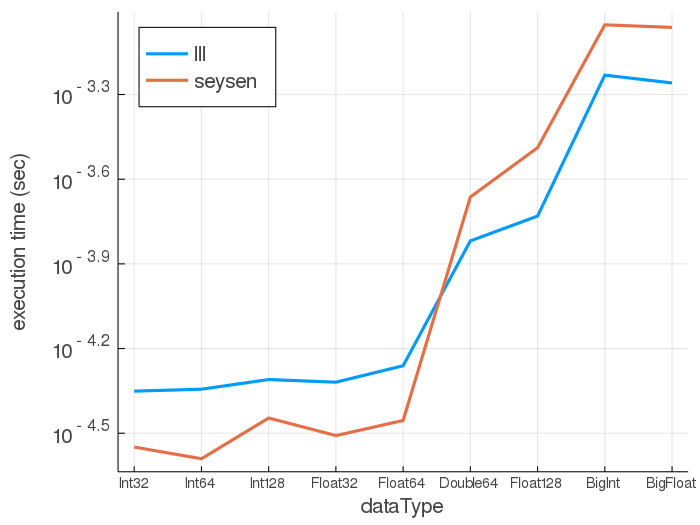 lll
seysen
10 - 3.3
10 - 3.6
10 - 3.9
10 - 4.2
10 - 4.5
execution time (sec)
Int32 Int64 Int128 Float32 Float64 Double64 Float128 BigInt BigFloat
dataType